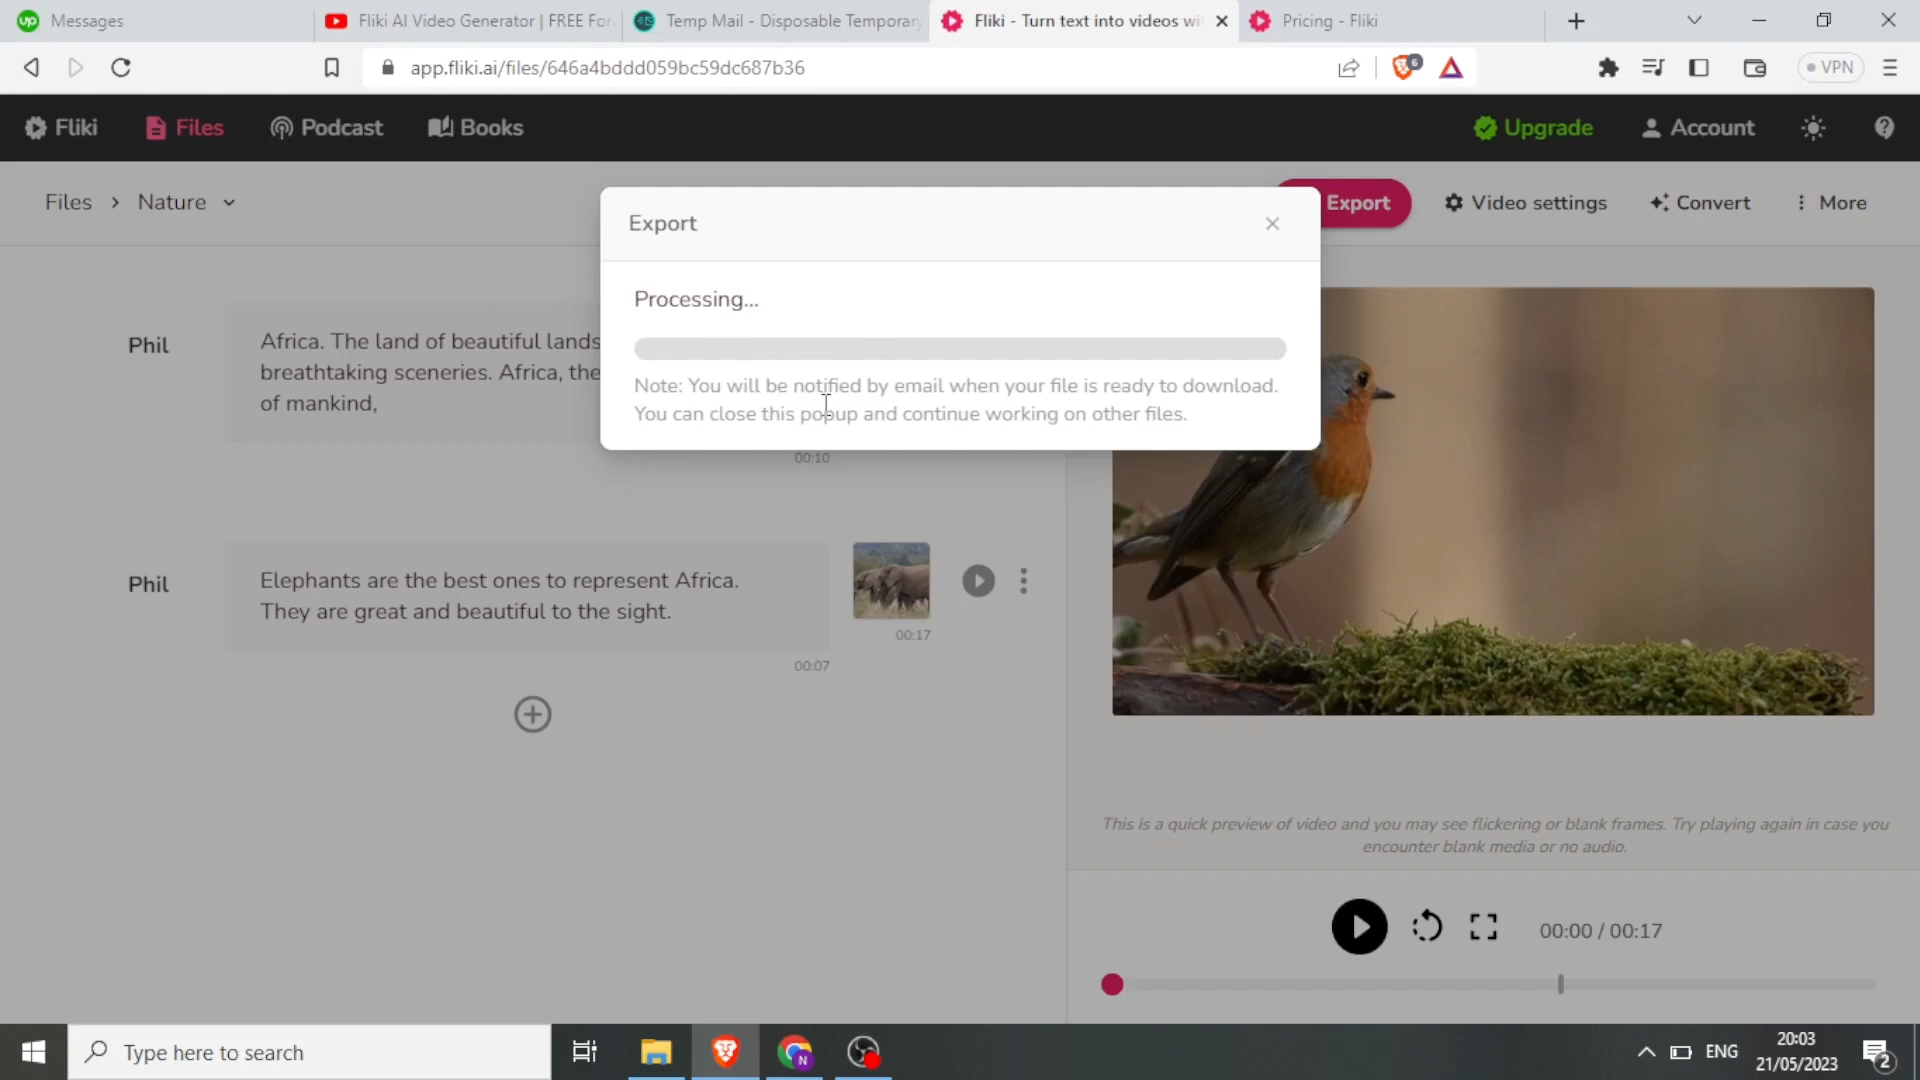 Messages
Fliki AI Video Generator | FREE For
Temp Mail - Disposable Temporary
Fliki - Turn text into videos wi
Pricing - Fliki
app.fliki.ai/files/646a4bddd059bc59dc687b36
6
VPN
Fliki
Files
Podcast
Books
Upgrade
Account
Files > Nature
Export
Video settings
Convert
More
Export
Processing...
Note: You will be notified by email when your file is ready to download.
You can close this popup and continue working on other files.
Phil
Africa. The land of beautiful lands
breathtaking sceneries. Africa, the
of mankind,
00:10
Phil
Elephants are the best ones to represent Africa.
They are great and beautiful to the sight.
00:17
00:07
This is a quick preview of video and you may see flickering or blank frames. Try playing again in case you
encounter blank media or no audio.
00:00 / 00:17
Type here to search
N
ENG
20:03
21/05/2023
2